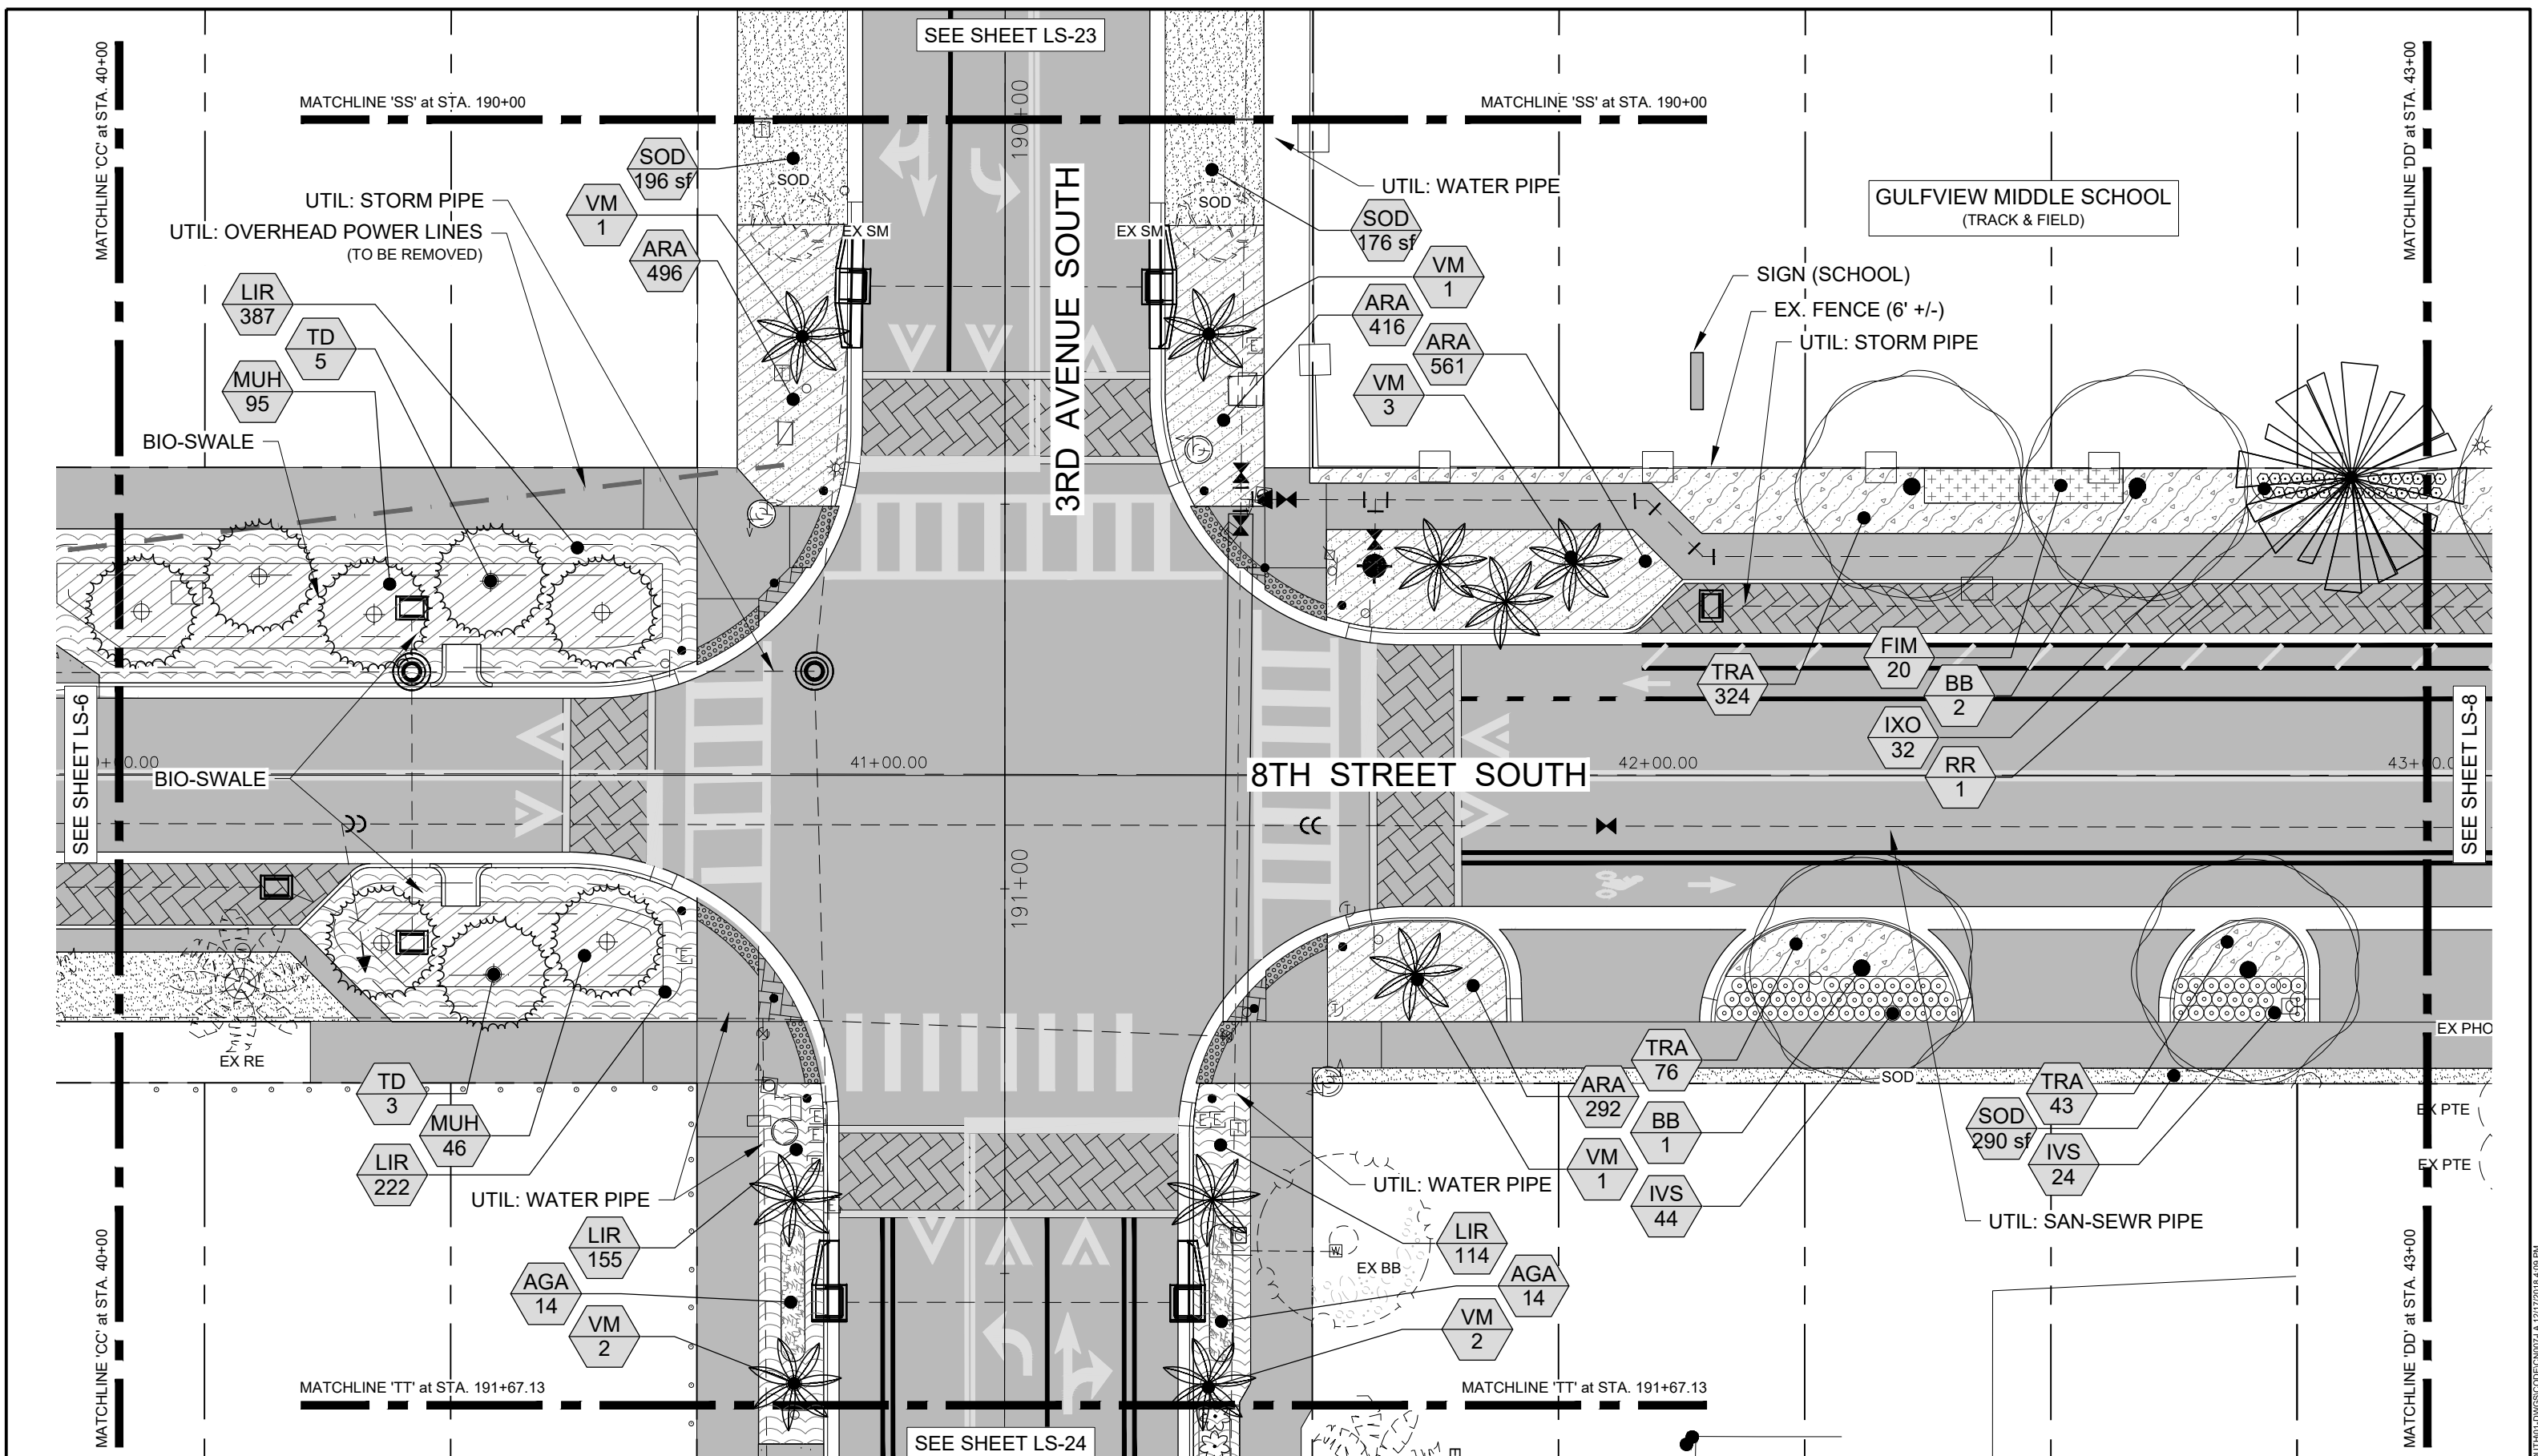 SEE SHEET LS-23
MATCHLINE 'CC' at STA. 40+00
MATCHLINE 'SS' at STA. 190+00
MATCHLINE 'SS' at STA. 190+00
MATCHLINE 'DD' at STA. 43+00
190+00
3RD AVENUE SOUTH
SOD
196 sf
SOD
VM
1
ARA
496
UTIL: STORM PIPE
UTIL: OVERHEAD POWER LINES
(TO BE REMOVED)
EX SM
EX SM
LIR
387
TD
5
MUH
95
BIO-SWALE
UTIL: WATER PIPE
SOD
SOD
176 sf
VM
1
ARA
416
ARA
561
VM
3
GULFVIEW MIDDLE SCHOOL
(TRACK & FIELD)
SIGN (SCHOOL)
EX. FENCE (6' +/-)
UTIL: STORM PIPE
FIM
20
TRA
324
BB
2
IXO
32
RR
1
SEE SHEET LS-6
BIO-SWALE
41+00.00
8TH STREET SOUTH
42+00.00
SEE SHEET LS-8
191+00
EX RE
EX PHO
TD
3
MUH
46
LIR
222
UTIL: WATER PIPE
LIR
155
AGA
14
VM
2
TRA
76
ARA
292
BB
1
VM
1
IVS
44
SOD
TRA
43
SOD
290 sf
IVS
24
EX PTE
EX PTE
UTIL: WATER PIPE
UTIL: SAN-SEWR PIPE
LIR
114
EX BB
W
AGA
14
VM
2
MATCHLINE 'CC' at STA. 40+00
MATCHLINE 'TT' at STA. 191+67.13
MATCHLINE 'TT' at STA. 191+67.13
MATCHLINE 'DD' at STA. 43+00
SEE SHEET LS-24